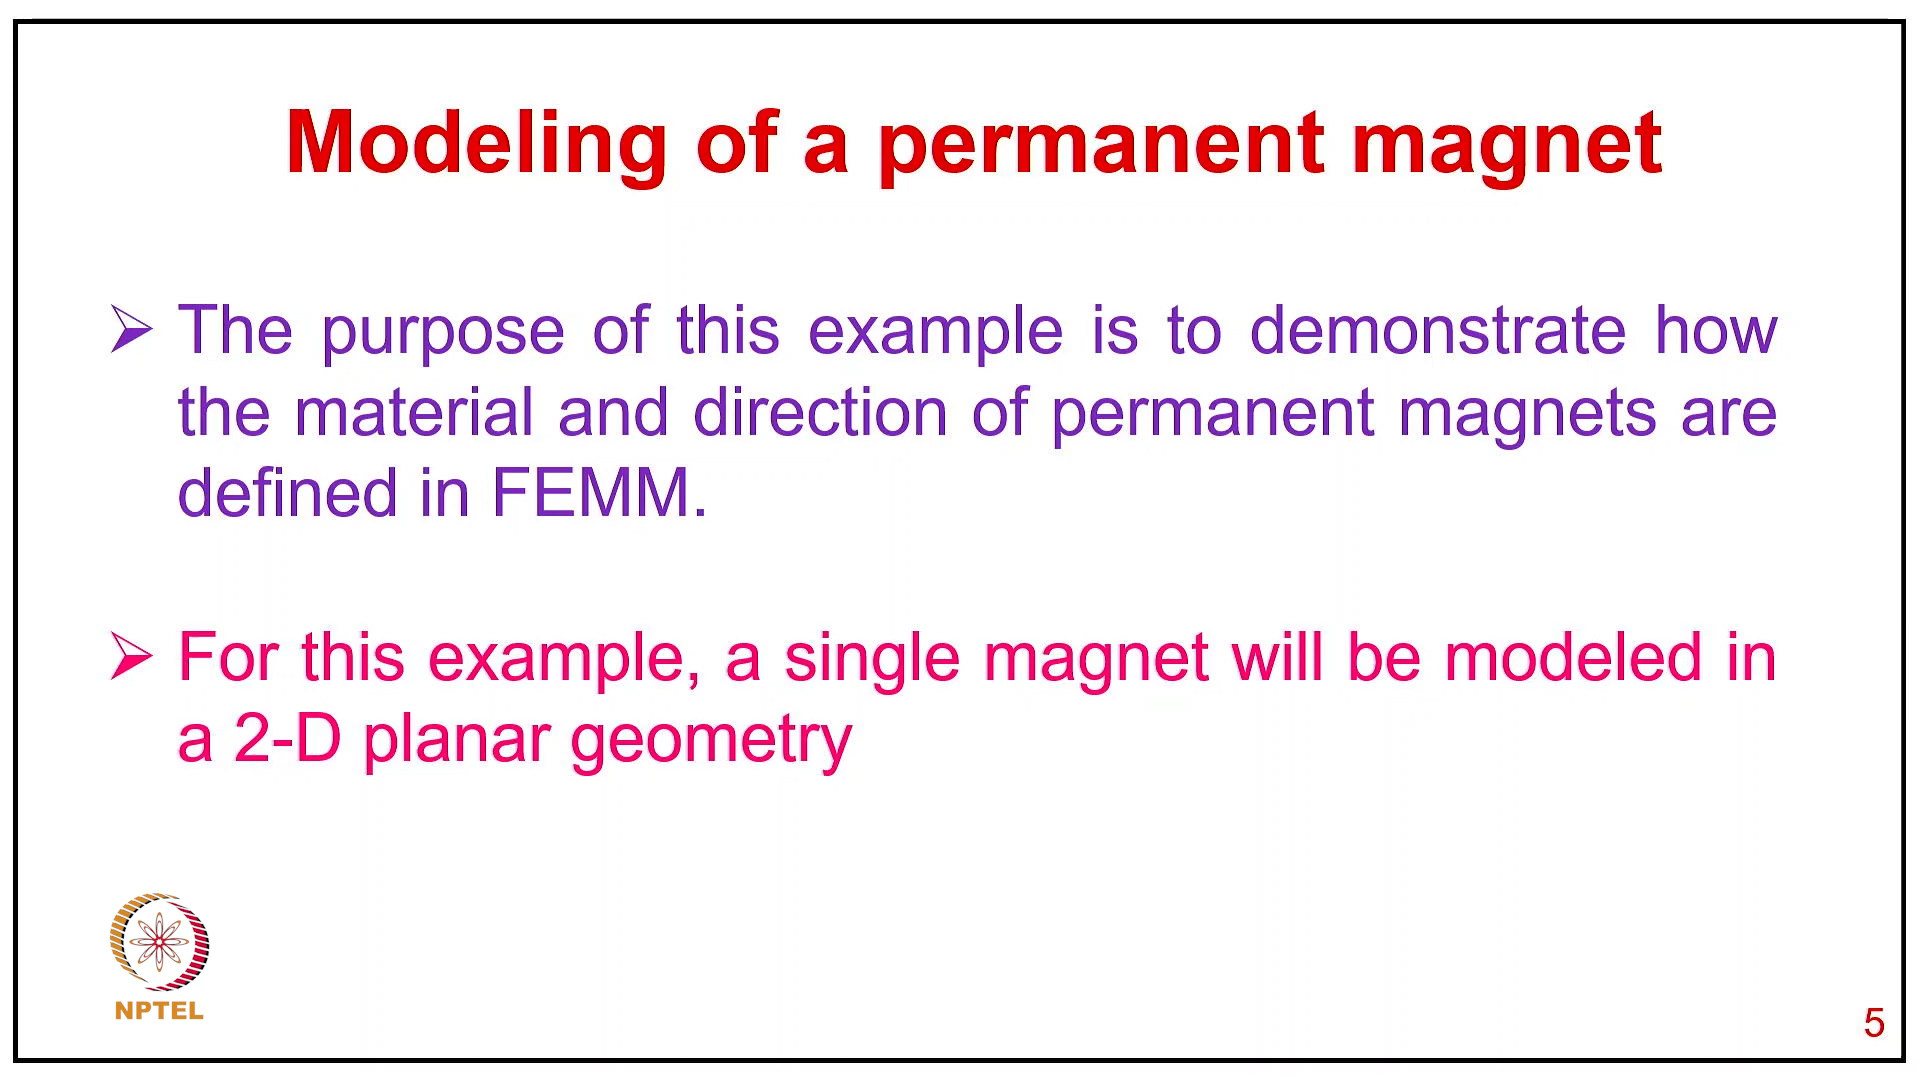 Modeling of a permanent magnet
The purpose of this example is to demonstrate how
the material and direction of permanent magnets are
defined in FEMM.
For this example, a single magnet will be modeled in
a 2-D planar geometry
NPTEL
5